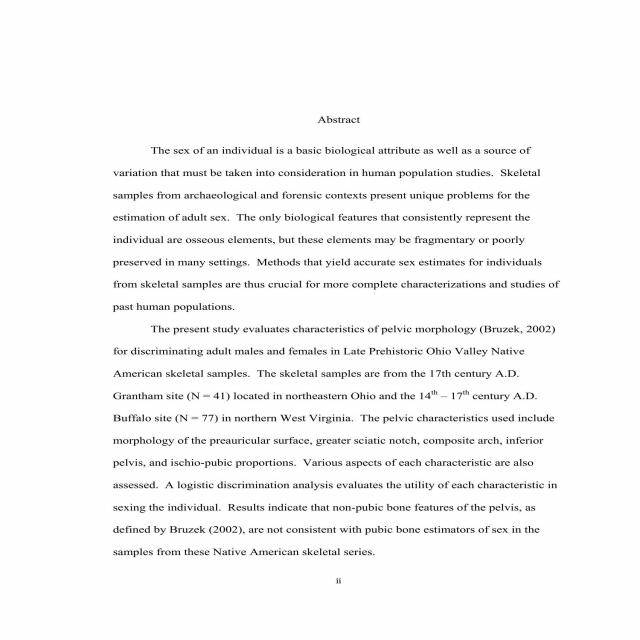 Abstract
The sex of an individual is a basic biological attribute as well as a source of
variation that must be taken into consideration in human population studies.  Skeletal
samples from archaeological and forensic contexts present unique problems for the
estimation of adult sex.  The only biological features that consistently represent the
individual are osseous elements, but these elements may be fragmentary or poorly
preserved in many settings.  Methods that yield accurate sex estimates for individuals
from skeletal samples are thus crucial for more complete characterizations and studies of
past human populations.
The present study evaluates characteristics of pelvic morphology (Bruzek, 2002)
for discriminating adult males and females in Late Prehistoric Ohio Valley Native
American skeletal samples.  The skeletal samples are from the 17th century A.D.
Grantham site (N = 41) located in northeastern Ohio and the 14th – 17th century A.D.
Buffalo site (N = 77) in northern West Virginia.  The pelvic characteristics used include
morphology of the preauricular surface, greater sciatic notch, composite arch, inferior
pelvis, and ischio-pubic proportions.  Various aspects of each characteristic are also
assessed.  A logistic discrimination analysis evaluates the utility of each characteristic in
sexing the individual.  Results indicate that non-pubic bone features of the pelvis, as
defined by Bruzek (2002), are not consistent with pubic bone estimators of sex in the
samples from these Native American skeletal series.
ii